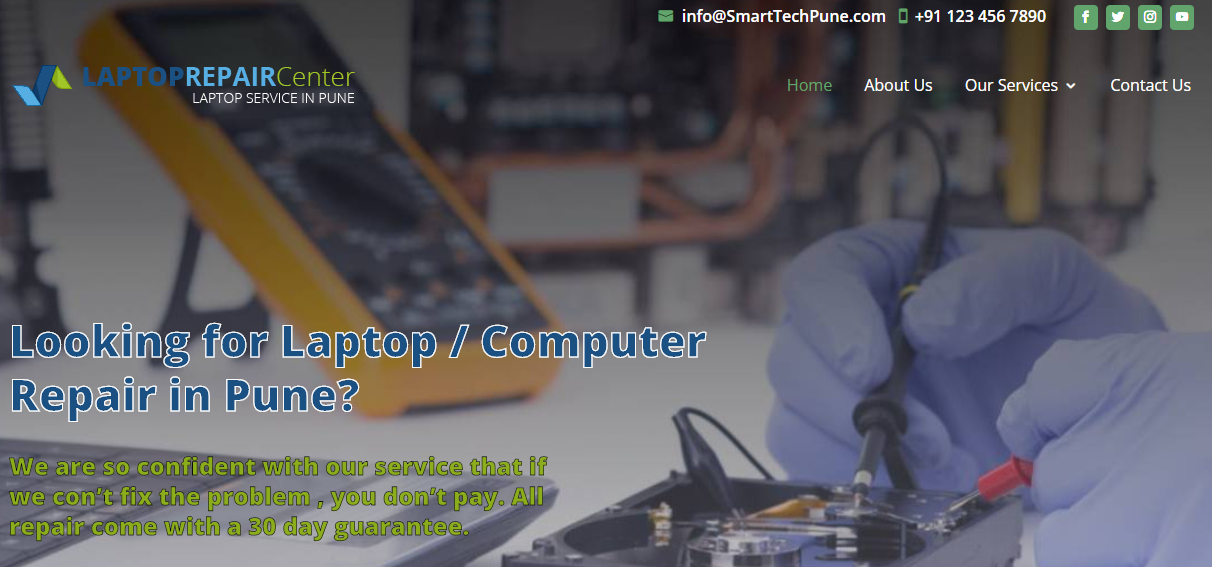 info@SmartTechPune.com +91 123 456 7890
LAPTOPREPAIRCenter
LAPTOP SERVICE IN PUNE
Home About Us Our Services Contact Us
Looking for Laptop / Computer
Repair in Pune?
We are so confident with our service that if
we con't fix the problem , you don't pay. All
repair come with a 30 day guarantee.